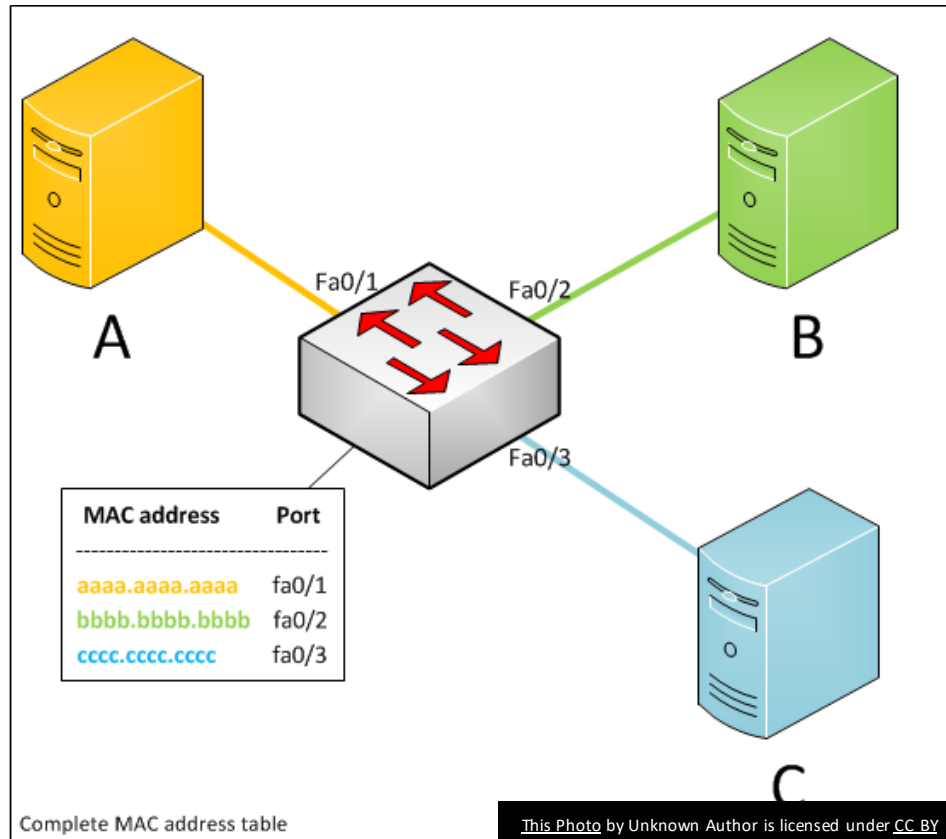 A
B
Fa0/1
Fa0/2
Fa0/3
MAC address Port
--------------------------------
aaaa.aaaa.aaaa fa0/1
bbbb.bbbb.bbbb fa0/2
cccc.cccc.cccc fa0/3
C
Complete MAC address table
This Photo by Unknown Author is licensed under CC BY